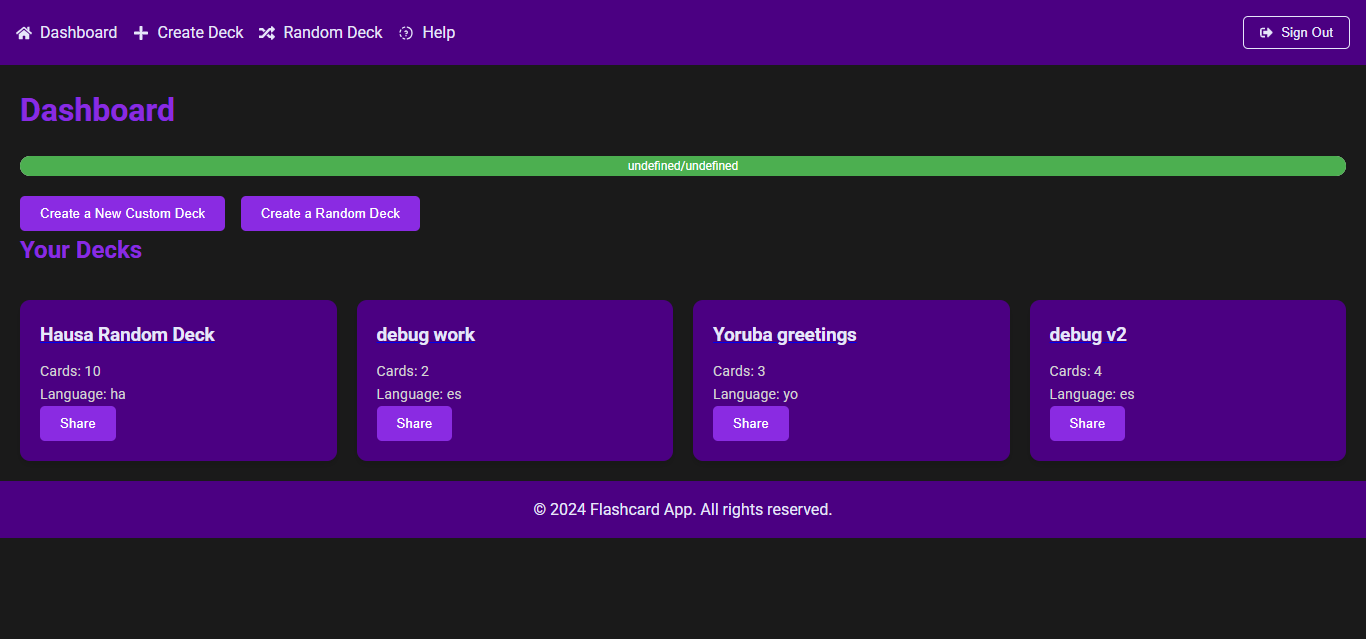 Dashboard Create Deck Random Deck Help Sign Out
Dashboard
undefined/undefined
Create a New Custom Deck Create a Random Deck
Your Decks
Hausa Random Deck debug work Yoruba greetings debug v2
Cards: 10 Cards: 2 Cards: 3 Cards: 4
Language: ha Language: es Language: yo Language: es
Share Share Share Share
© 2024 Flashcard App. All rights reserved.